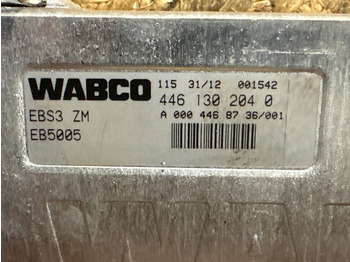 WABCO 115 31/12 001542
446 130 204 0
EBS3 ZM A 000 446 87 36/001
EB5005